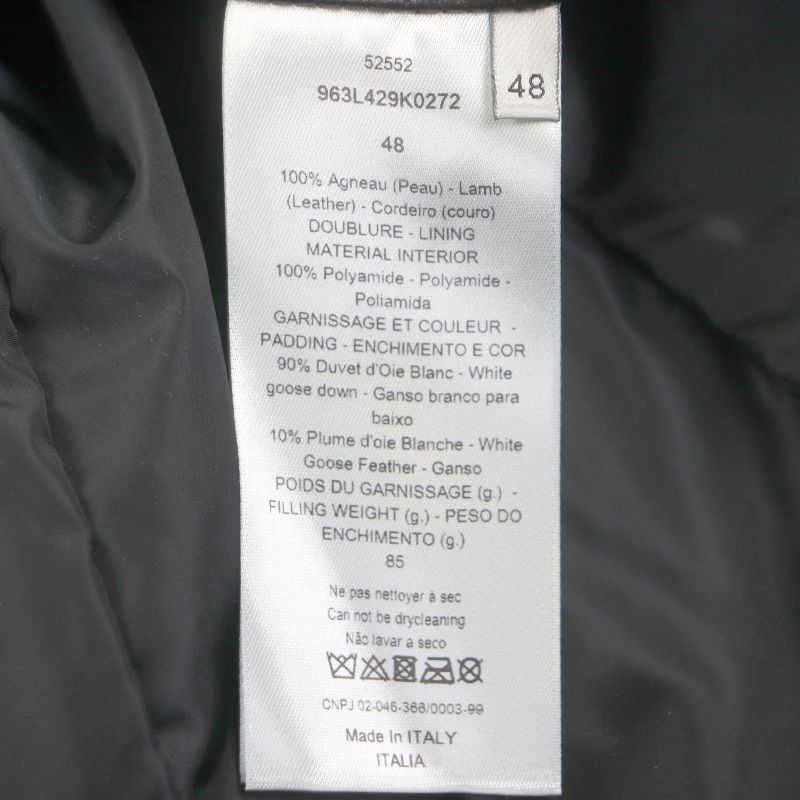 52552
48
963L429K0272
48
100% Agneau (Peau) - Lamb
(Leather) - Cordeiro (couro)
DOUBLURE - LINING
MATERIAL INTERIOR
100% Polyamide - Polyamide -
Poliamida
GARNISSAGE ET COULEUR -
PADDING - ENCHIMENTO E COR
90% Duvet d'Oie Blanc - White
goose down - Ganso branco para
baixo
10% Plume d'oie Blanche - White
Goose Feather - Ganso
POIDS DU GARNISSAGE (g.) -
FILLING WEIGHT (g.) - PESO DO
ENCHIMENTO (g.)
85
Ne pas nettoyer à sec
Can not be drycleaning
Não lavar a seco
CNPJ 02-046-366/0003-99
Made In ITALY
ITALIA